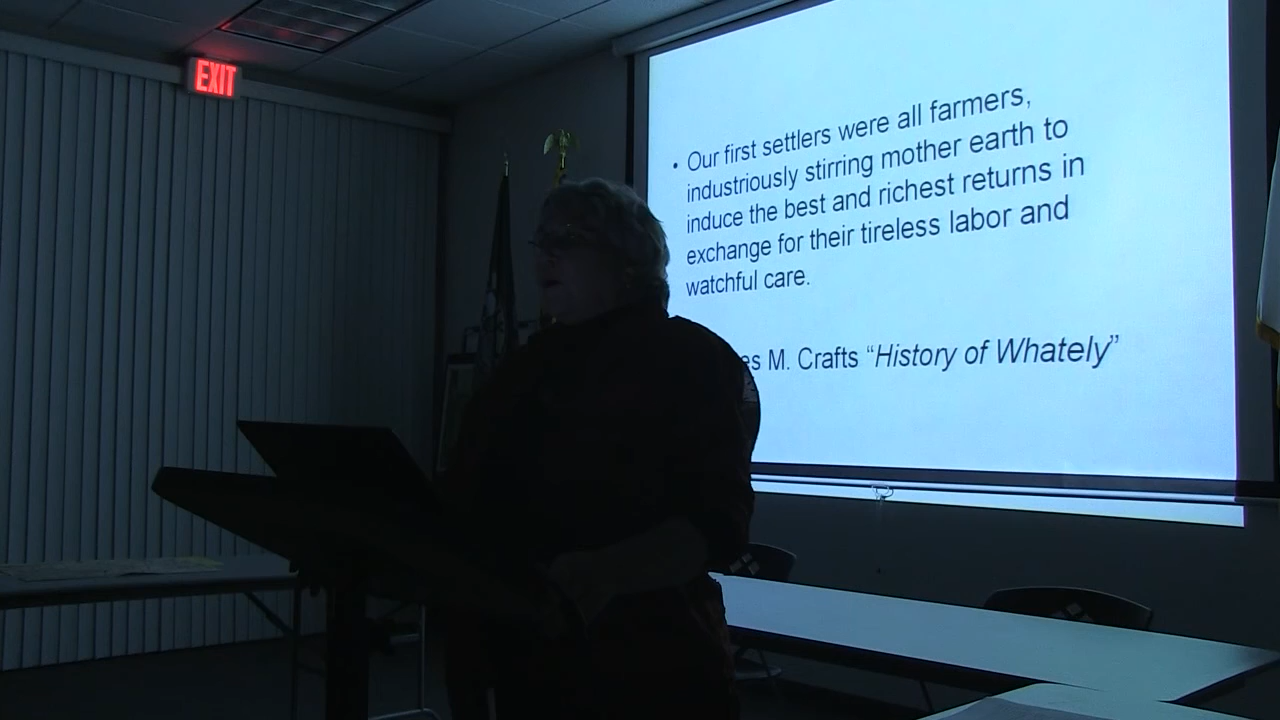 EXIT
• Our first settlers were all farmers,
industriously stirring mother earth to
induce the best and richest returns in
exchange for their tireless labor and
watchful care.
M. Crafts “History of Whately”